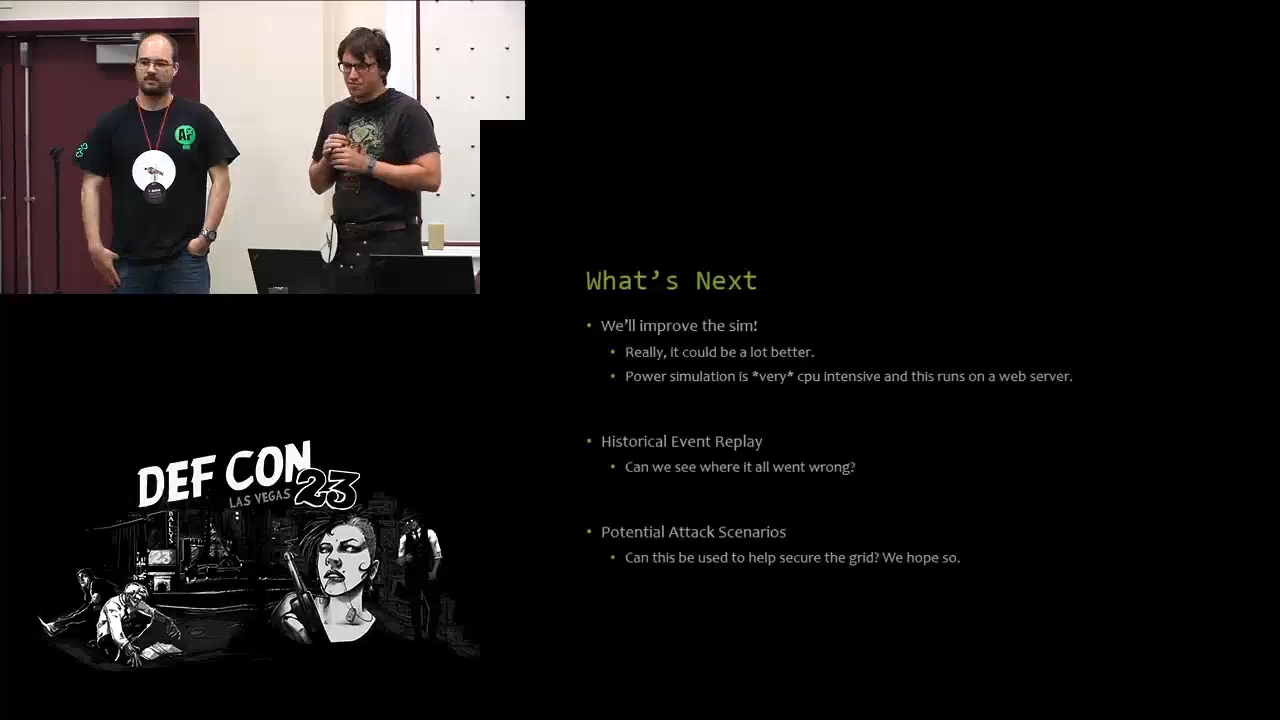 Ar
DEF CON
LAS VEGAS 23
BALLY'S
What's Next
• We'll improve the sim!
• Really, it could be a lot better.
• Power simulation is *very* cpu intensive and this runs on a web server.
• Historical Event Replay
• Can we see where it all went wrong?
• Potential Attack Scenarios
• Can this be used to help secure the grid? We hope so.